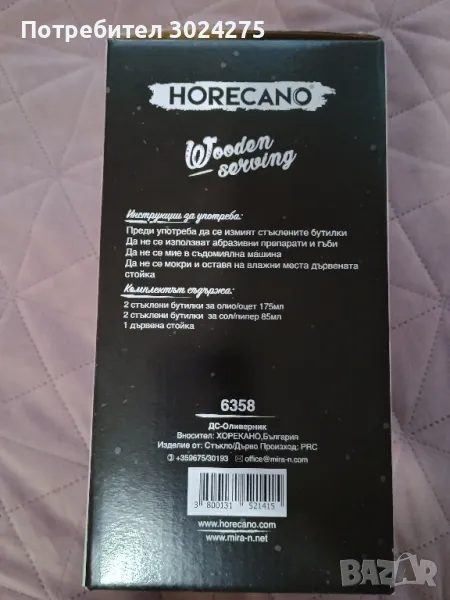 Потребител 3024275
HORECANO®
Wooden
serving
Инструкции за употреба:
Преди употреба да се измият стъклените бутилки
Да не се използват абразивни препарати и гъби
Да не се мие в съдомиялна машина
Да не се мокри и оставя на влажни места дървената
стойка
Комплектът съдържа:
2 стъклени бутилки за олио/оцет 175мл
2 стъклени бутилки за сол/пипер 85мл
1 дървена стойка
6358
ДС-Оливерник
Вносител: ХОРЕКАНО,България
Изделие от: Стъкло/Дърво Произход: PRC
+359675/30193 office@mira-n.com
3 800131 521415
www.horecano.com
www.mira-n.net
BAZAR